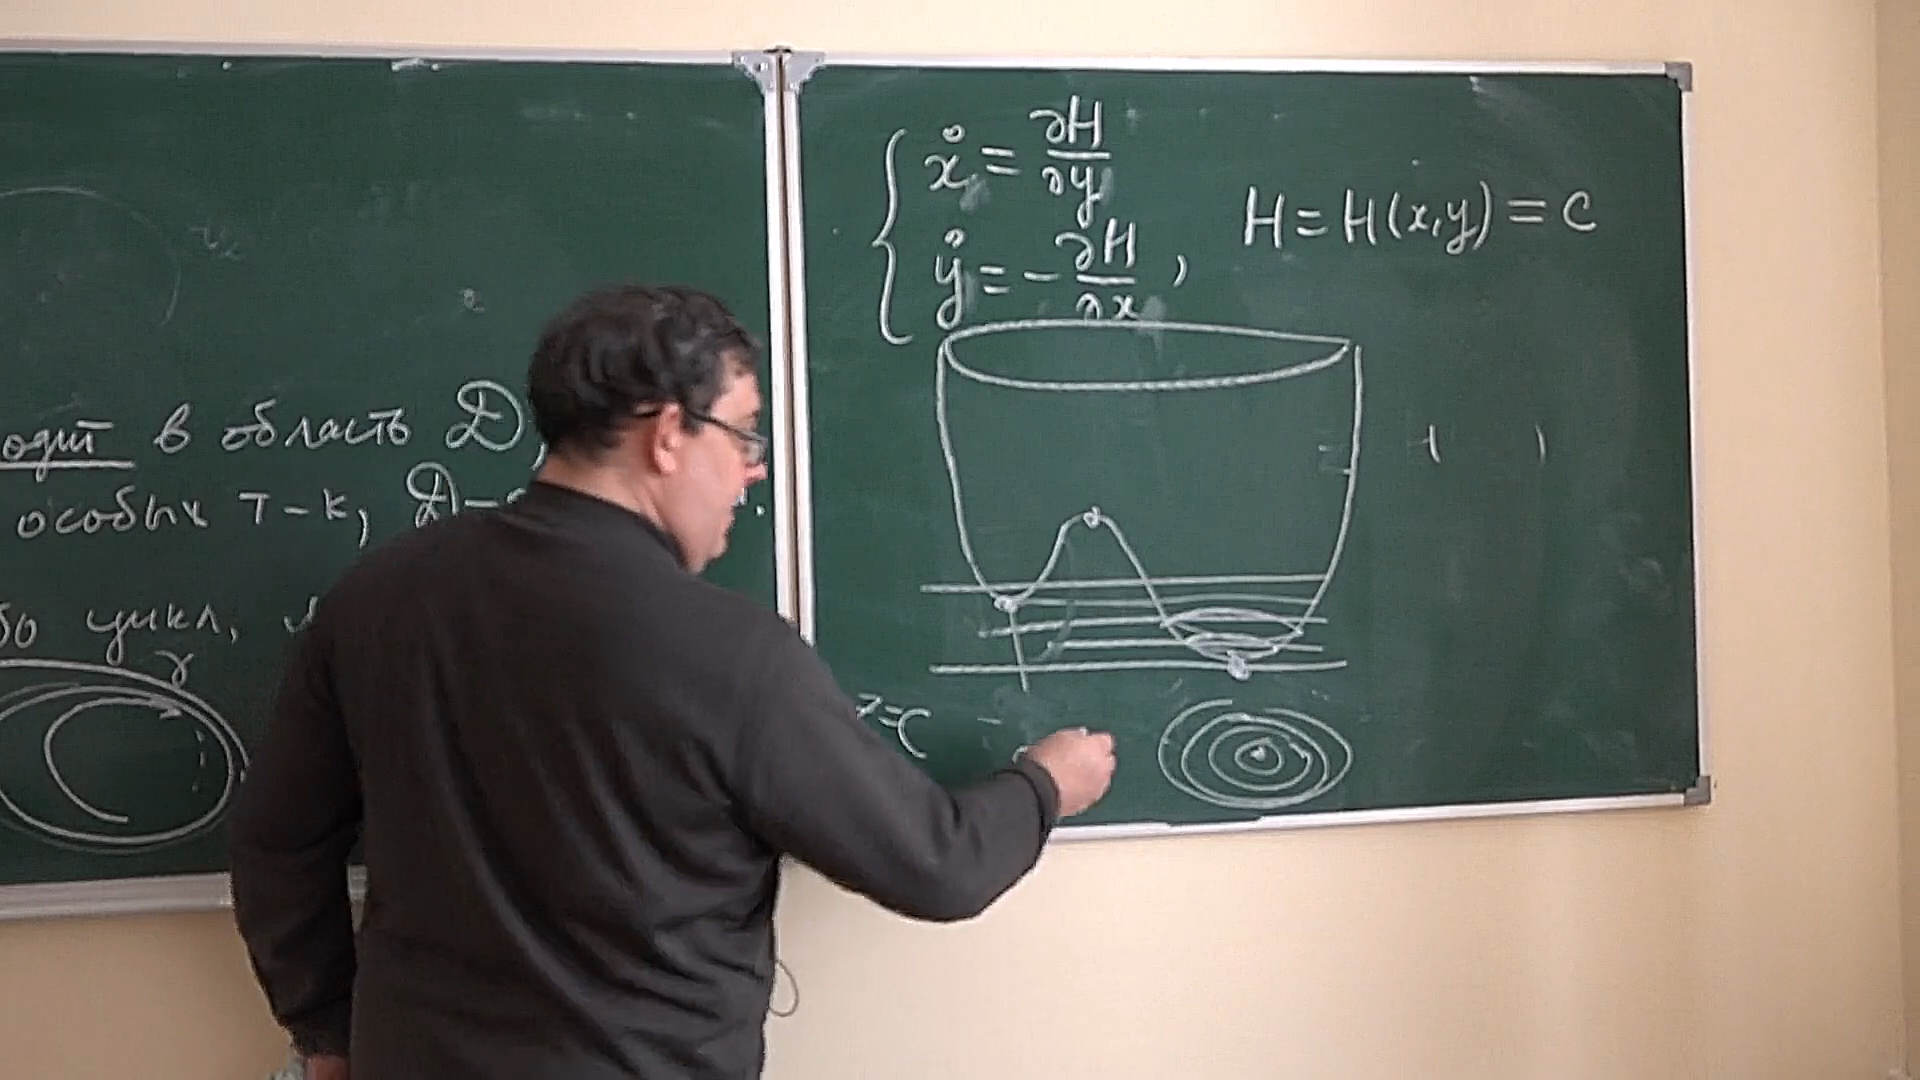 одит в область D,
особых т-к, D-
цикл,
γ
ẋ = ∂H/∂y
ẏ = -∂H/∂x ,
H = H(x,y) = C
z=C